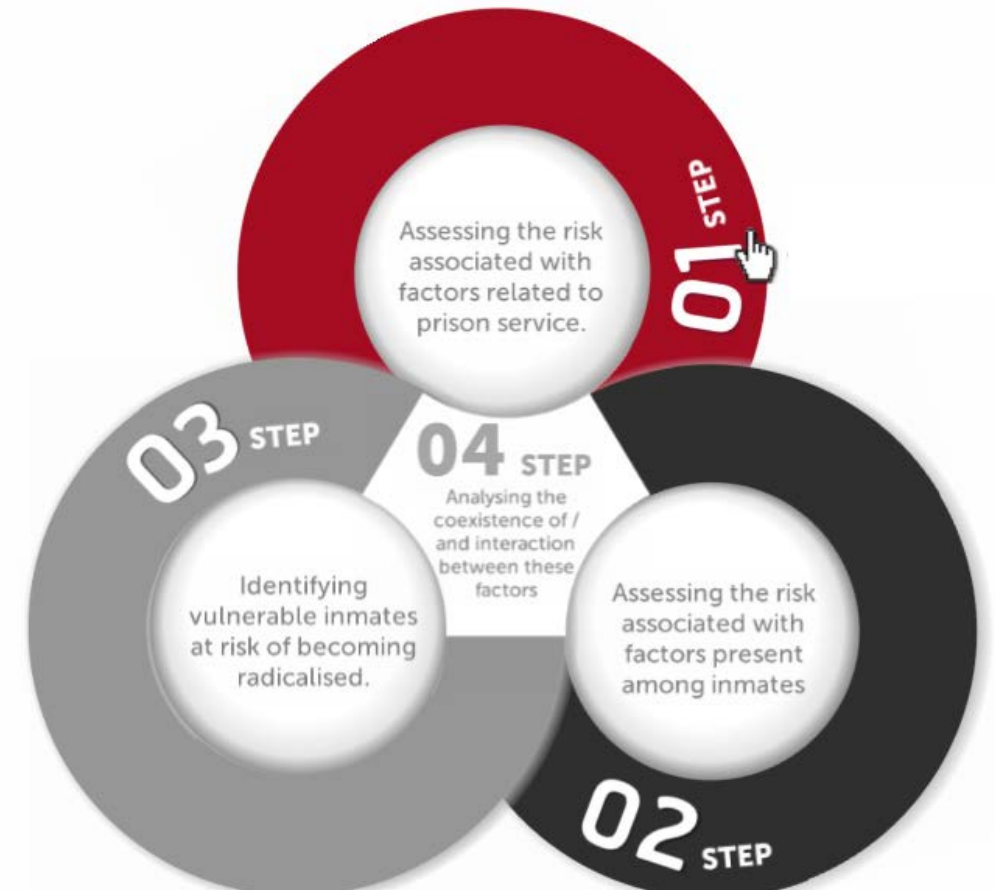 01 STEP
Assessing the risk
associated with
factors related to
prison service.
02 STEP
Assessing the risk
associated with
factors present
among inmates
03 STEP
Identifying
vulnerable inmates
at risk of becoming
radicalised.
04 STEP
Analysing the
coexistence of /
and interaction
between these
factors